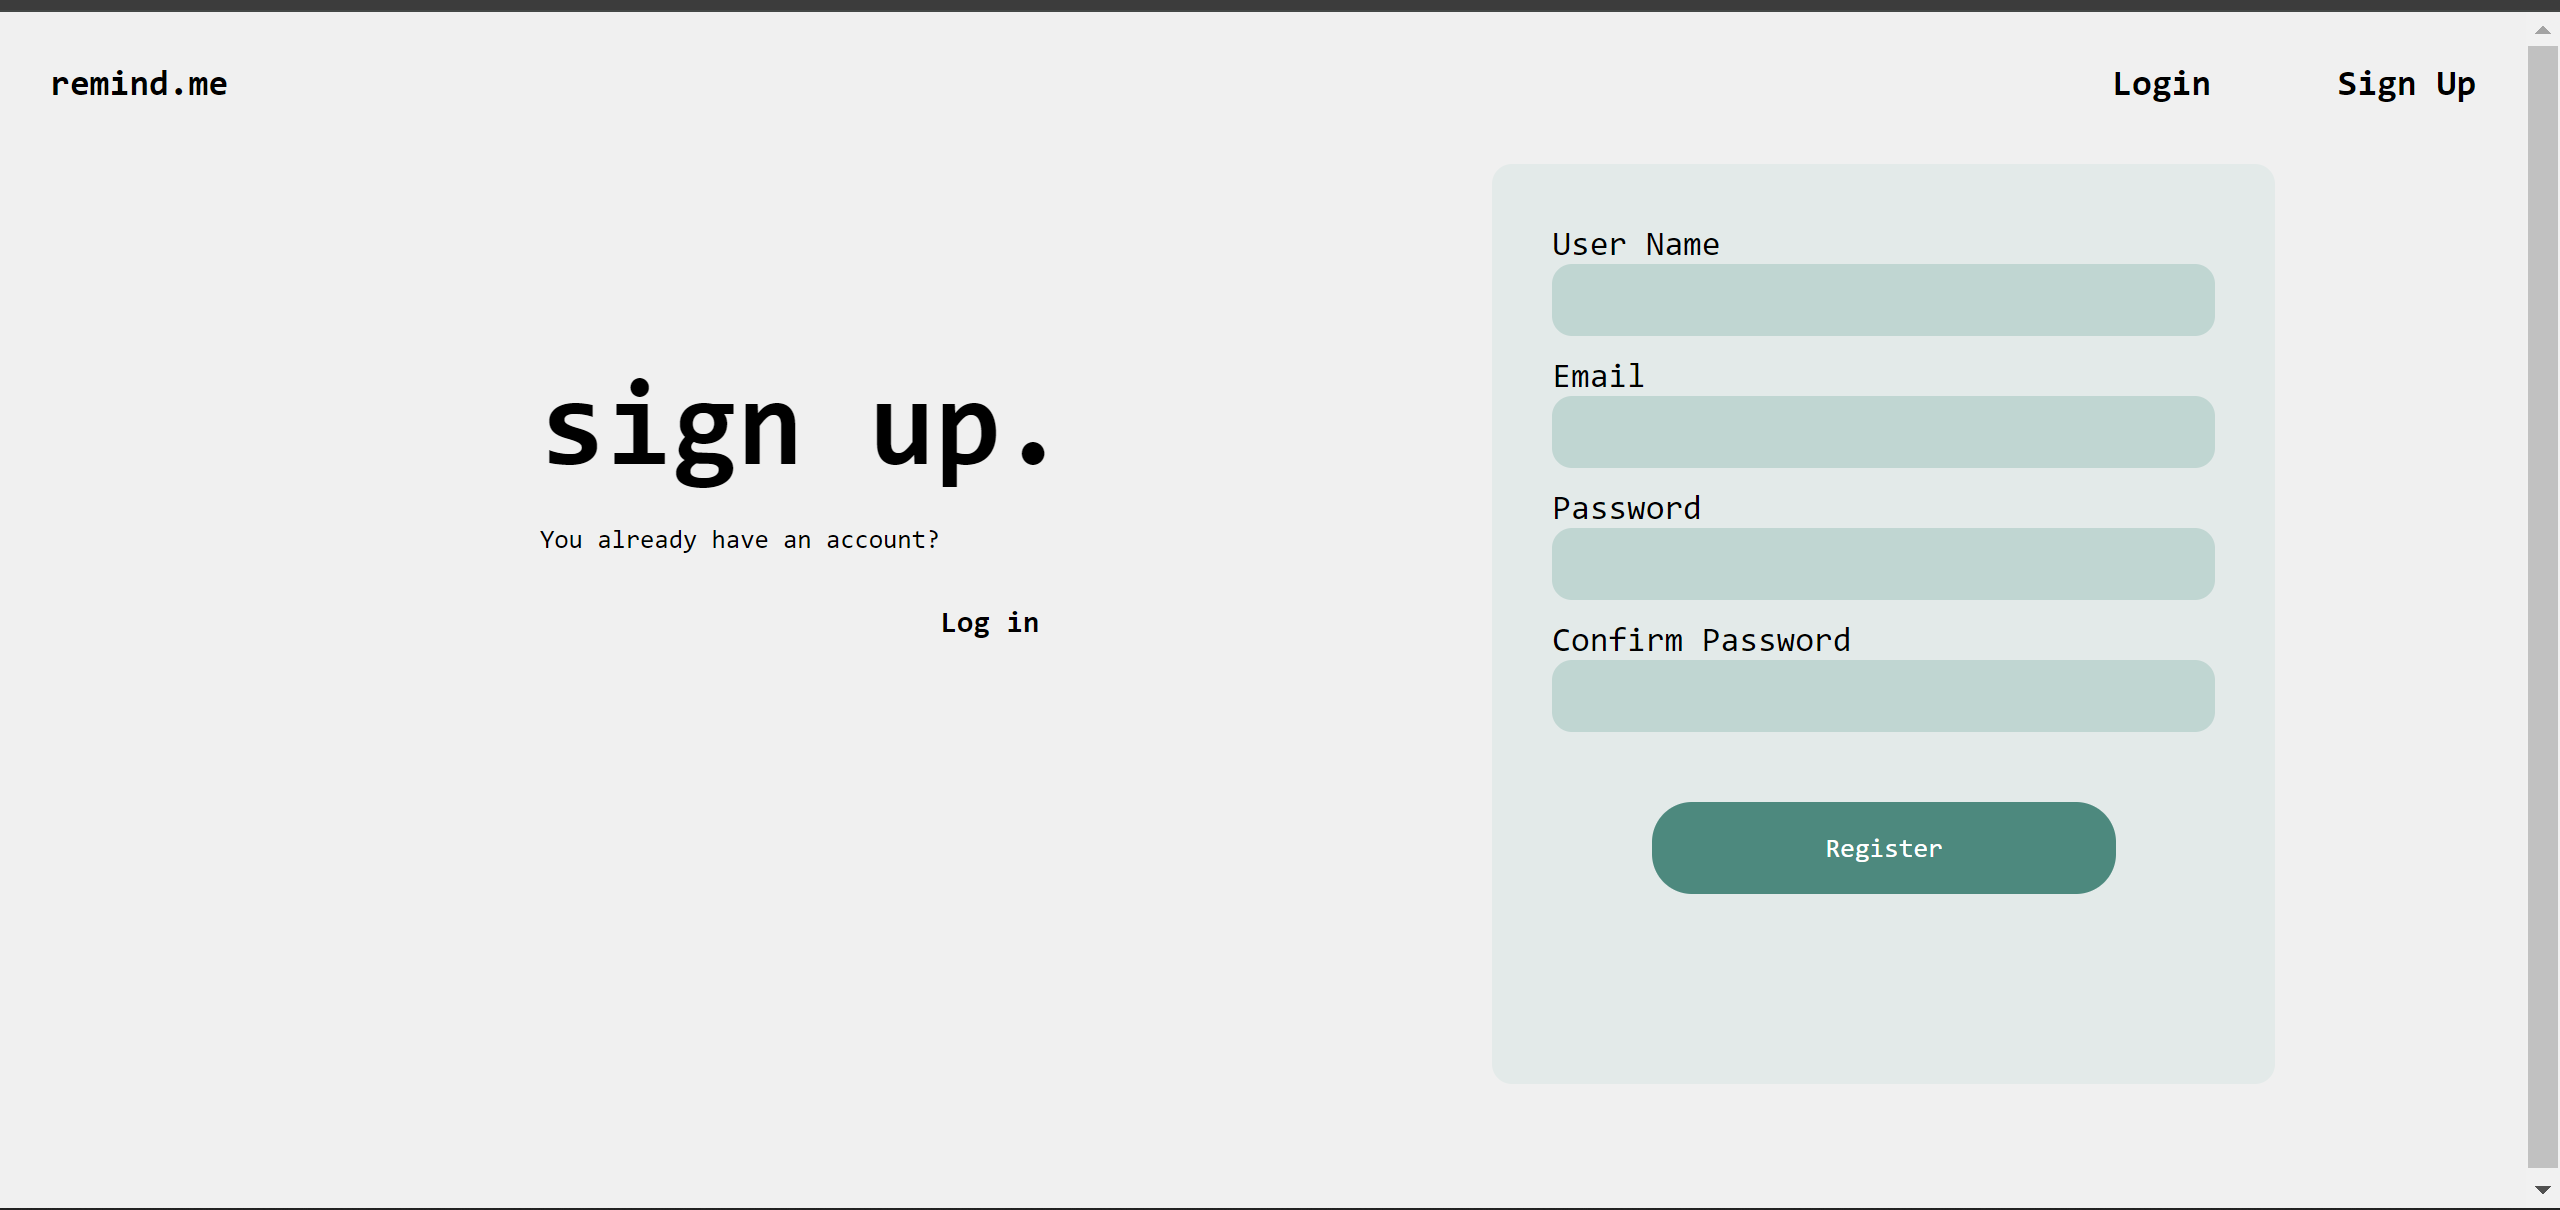 remind.me
Login
Sign Up
sign up.
You already have an account?
Log in
User Name
Email
Password
Confirm Password
Register